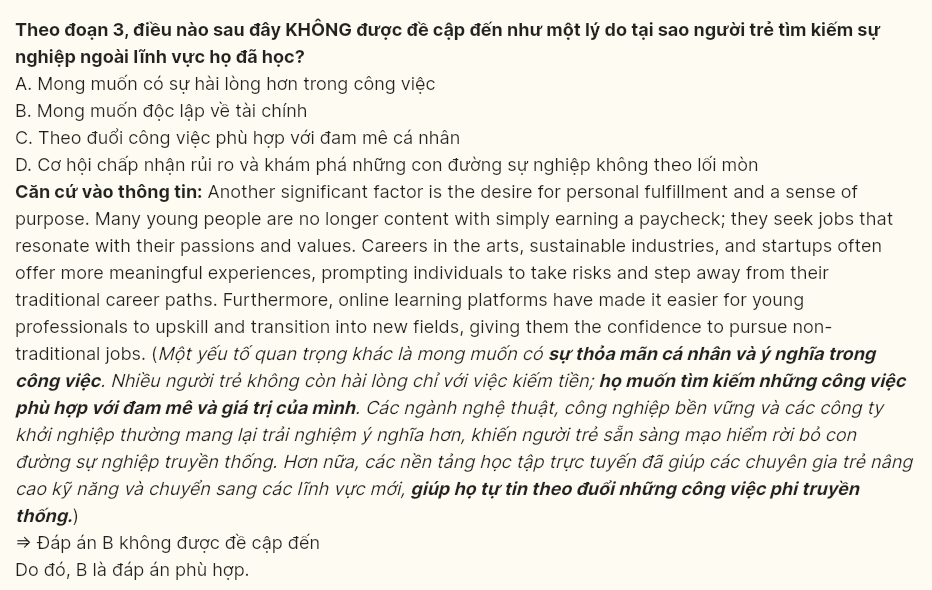 Theo đoạn 3, điều nào sau đây KHÔNG được đề cập đến như một lý do tại sao người trẻ tìm kiếm sự
nghiệp ngoài lĩnh vực họ đã học?
A. Mong muốn có sự hài lòng hơn trong công việc
B. Mong muốn độc lập về tài chính
C. Theo đuổi công việc phù hợp với đam mê cá nhân
D. Cơ hội chấp nhận rủi ro và khám phá những con đường sự nghiệp không theo lối mòn
Căn cứ vào thông tin: Another significant factor is the desire for personal fulfillment and a sense of
purpose. Many young people are no longer content with simply earning a paycheck; they seek jobs that
resonate with their passions and values. Careers in the arts, sustainable industries, and startups often
offer more meaningful experiences, prompting individuals to take risks and step away from their
traditional career paths. Furthermore, online learning platforms have made it easier for young
professionals to upskill and transition into new fields, giving them the confidence to pursue non-
traditional jobs. (Một yếu tố quan trọng khác là mong muốn có sự thỏa mãn cá nhân và ý nghĩa trong
công việc. Nhiều người trẻ không còn hài lòng chỉ với việc kiếm tiền; họ muốn tìm kiếm những công việc
phù hợp với đam mê và giá trị của mình. Các ngành nghệ thuật, công nghiệp bền vững và các công ty
khởi nghiệp thường mang lại trải nghiệm ý nghĩa hơn, khiến người trẻ sẵn sàng mạo hiểm rời bỏ con
đường sự nghiệp truyền thống. Hơn nữa, các nền tảng học tập trực tuyến đã giúp các chuyên gia trẻ nâng
cao kỹ năng và chuyển sang các lĩnh vực mới, giúp họ tự tin theo đuổi những công việc phi truyền
thống.)
⇒ Đáp án B không được đề cập đến
Do đó, B là đáp án phù hợp.